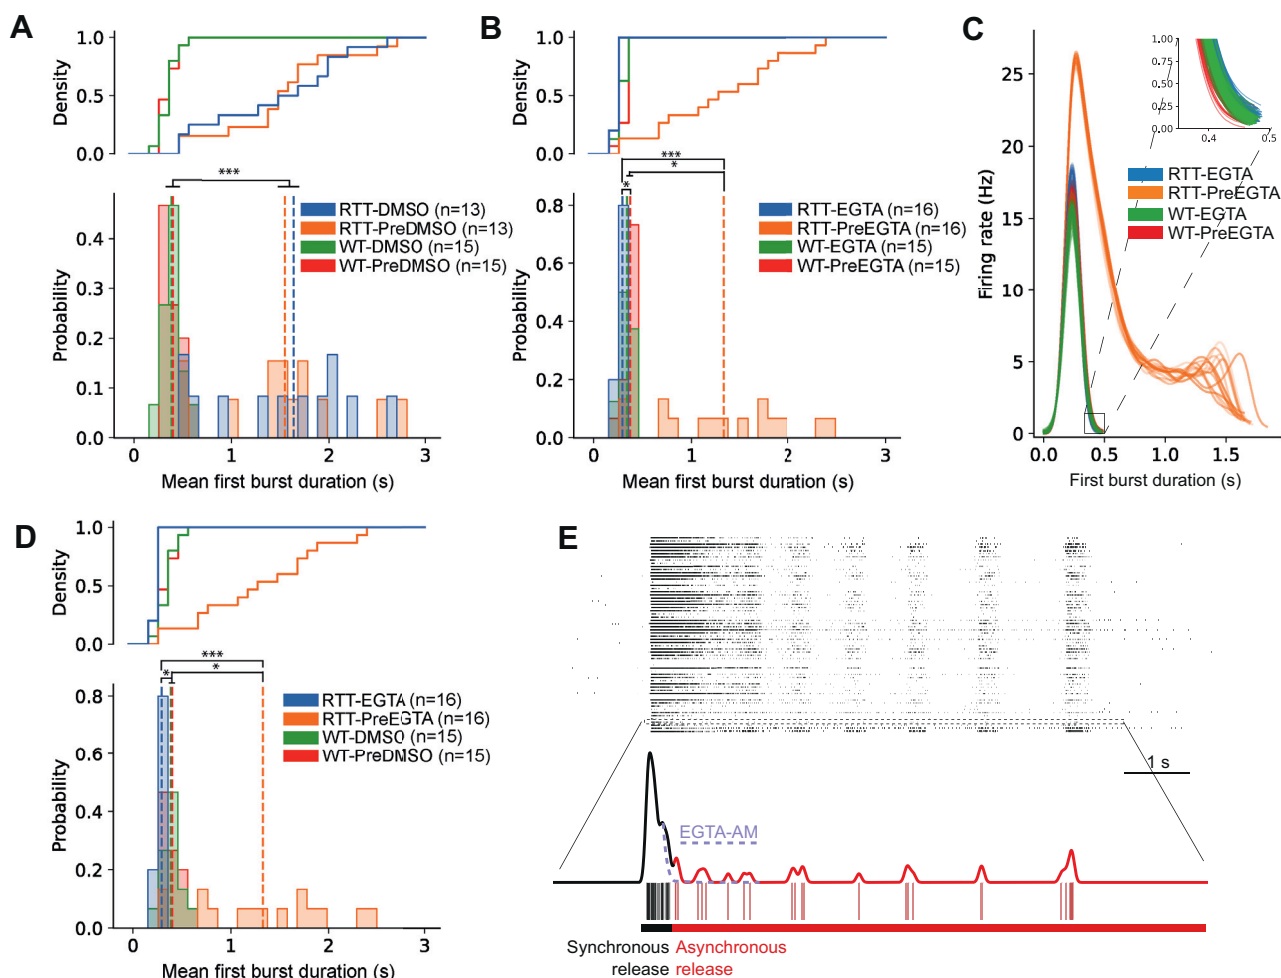 A
1.0
0.5
0.0
Density
***
0.4
0.3
0.2
0.1
0.0
Probability
RTT-DMSO (n=13)
RTT-PreDMSO (n=13)
WT-DMSO (n=15)
WT-PreDMSO (n=15)
0 1 2 3
Mean first burst duration (s)
B
1.0
0.5
0.0
Density
***
*
*
0.8
0.6
0.4
0.2
0.0
Probability
RTT-EGTA (n=16)
RTT-PreEGTA (n=16)
WT-EGTA (n=15)
WT-PreEGTA (n=15)
0 1 2 3
Mean first burst duration (s)
C
25
20
15
10
5
0
Firing rate (Hz)
1.00
0.75
0.50
0.25
0.00
0.4 0.5
RTT-EGTA
RTT-PreEGTA
WT-EGTA
WT-PreEGTA
0.0 0.5 1.0 1.5
First burst duration (s)
D
1.0
0.5
0.0
Density
***
*
*
0.8
0.6
0.4
0.2
0.0
Probability
RTT-EGTA (n=16)
RTT-PreEGTA (n=16)
WT-DMSO (n=15)
WT-PreDMSO (n=15)
0 1 2 3
Mean first burst duration (s)
E
1 s
EGTA-AM
Synchronous Asynchronous
release release